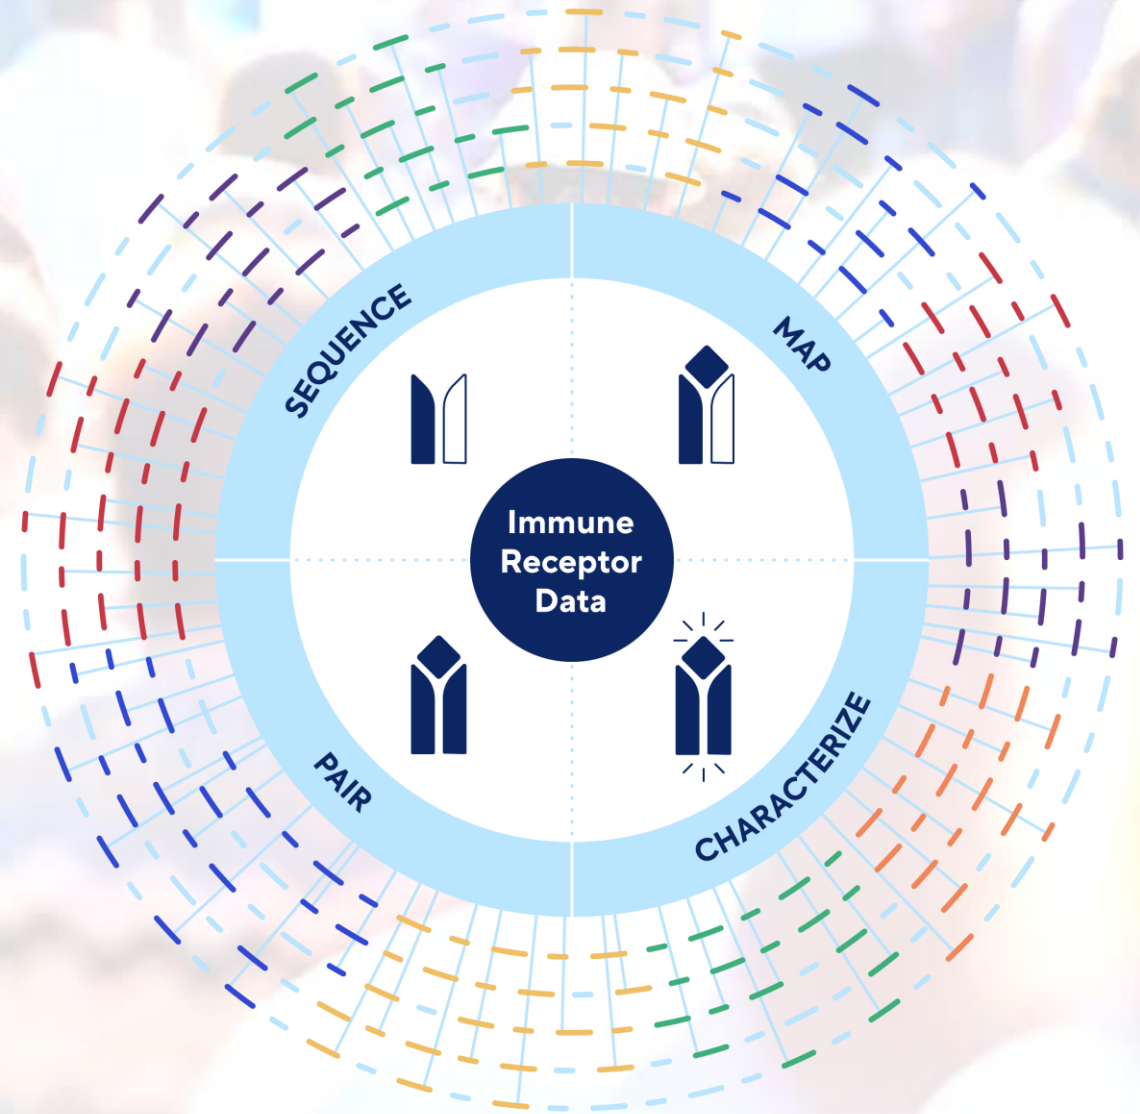 SEQUENCE
MAP
Immune
Receptor
Data
PAIR
CHARACTERIZE